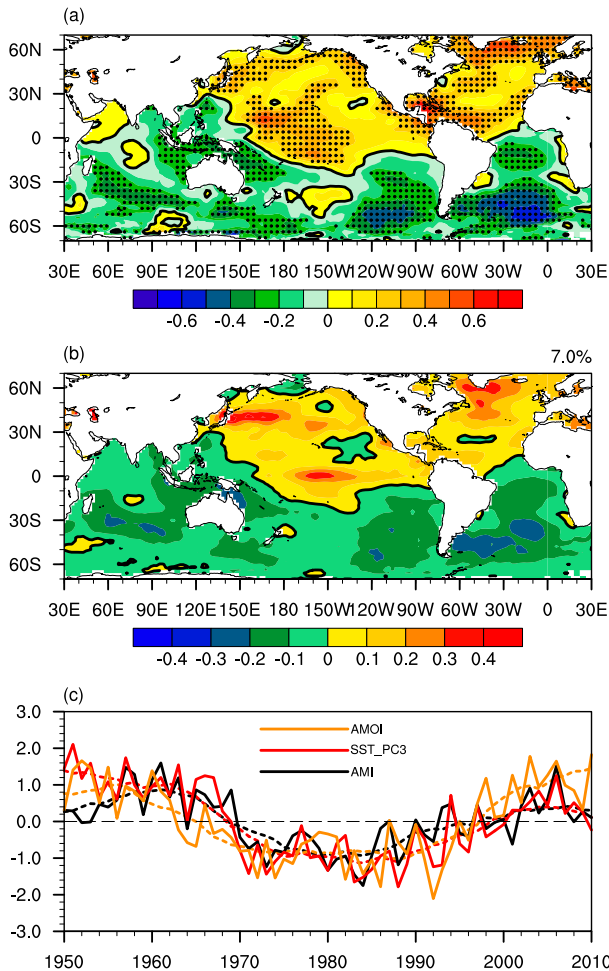 (a)
60N
30N
0
30S
60S
30E 60E 90E 120E 150E 180 150W 120W 90W 60W 30W 0 30E
-0.6 -0.4 -0.2 0 0.2 0.4 0.6
(b) 7.0%
60N
30N
0
30S
60S
30E 60E 90E 120E 150E 180 150W 120W 90W 60W 30W 0 30E
-0.4 -0.3 -0.2 -0.1 0 0.1 0.2 0.3 0.4
(c)
3.0
2.0
1.0
0.0
-1.0
-2.0
-3.0
AMOI
SST_PC3
AMI
1950 1960 1970 1980 1990 2000 2010